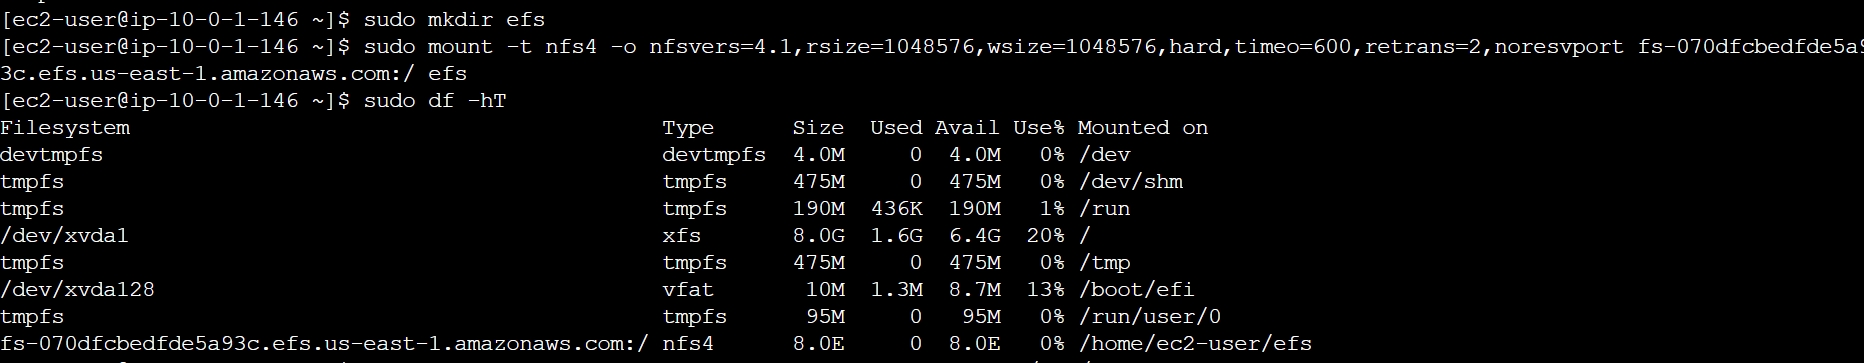 [ec2-user@ip-10-0-1-146 ~]$ sudo mkdir efs
[ec2-user@ip-10-0-1-146 ~]$ sudo mount -t nfs4 -o nfsvers=4.1,rsize=1048576,wsize=1048576,hard,timeo=600,retrans=2,noresvport fs-070dfcbedfde5a9
3c.efs.us-east-1.amazonaws.com:/ efs
[ec2-user@ip-10-0-1-146 ~]$ sudo df -hT
Filesystem Type Size Used Avail Use% Mounted on
devtmpfs devtmpfs 4.0M 0 4.0M 0% /dev
tmpfs tmpfs 475M 0 475M 0% /dev/shm
tmpfs tmpfs 190M 436K 190M 1% /run
/dev/xvda1 xfs 8.0G 1.6G 6.4G 20% /
tmpfs tmpfs 475M 0 475M 0% /tmp
/dev/xvda128 vfat 10M 1.3M 8.7M 13% /boot/efi
tmpfs tmpfs 95M 0 95M 0% /run/user/0
fs-070dfcbedfde5a93c.efs.us-east-1.amazonaws.com:/ nfs4 8.0E 0 8.0E 0% /home/ec2-user/efs